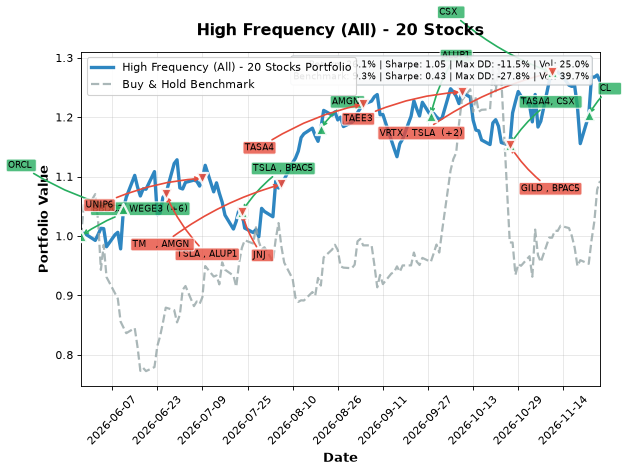 High Frequency (All) - 20 Stocks
CSX
ALUP1
High Frequency (All) - 20 Stocks Portfolio
Buy & Hold Benchmark
.1% | Sharpe: 1.05 | Max DD: -11.5% | Vol: 25.0%
.3% | Sharpe: 0.43 | Max DD: -27.8% | Vol: 39.7%
CL
AMGN
TASA4, CSX
TAEE3
VRTX, TSLA (+2)
TASA4
ORCL
TSLA , BPAC5
GILD , BPAC5
UNIP6
WEGE3 (+6)
TM , AMGN
TSLA , ALUP1
JNJ
Portfolio Value
1.3
1.2
1.1
1.0
0.9
0.8
2026-06-07
2026-06-23
2026-07-09
2026-07-25
2026-08-10
2026-08-26
2026-09-11
2026-09-27
2026-10-13
2026-10-29
2026-11-14
Date